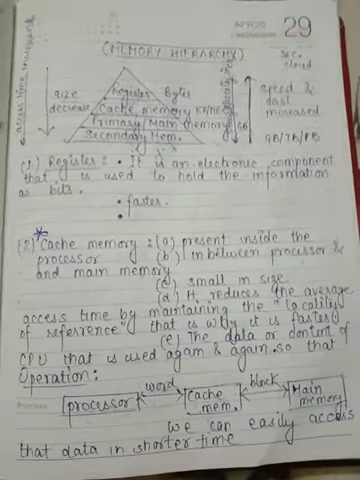 APR20
WEDNESDAY
29
(MEMORY HIERARCHY)
sec.
cloud
access time increased
size
decrease
Register Bytes
Cache memory KB/MB
Primary/Main memory GB
Secondary Mem.
speed &
cost
increased
GB/TB/PB
(1) Register: • It is an electronic component
that is used to hold the information
as bits.
• faster.
•
(2) Cache memory: (a) present inside the
processor (b) in between processor &
and main memory
(c) small in size
(d) It reduces the average
access time by maintaining the "Locality
of reference" that is why it is faster
(e) The data or content of
CPU that is used again & again. so that
Operation:
processor
word
Cache
mem.
block
Main
memory
we can easily access
that data in shorter time